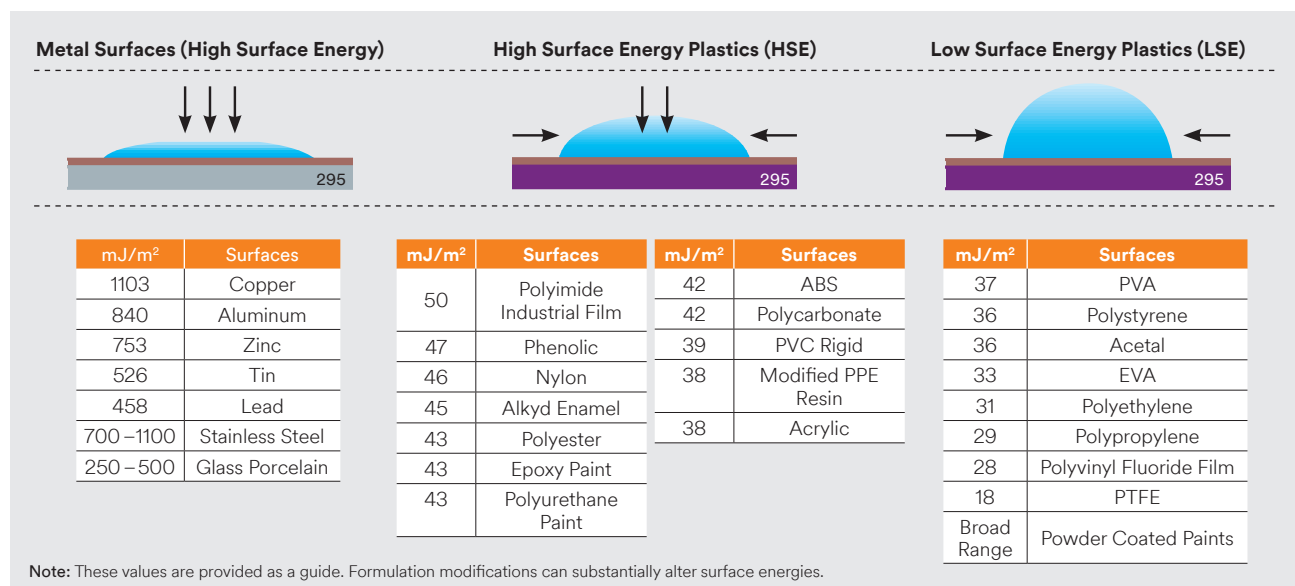 Metal Surfaces (High Surface Energy)
High Surface Energy Plastics (HSE)
Low Surface Energy Plastics (LSE)
295
295
295
mJ/m² Surfaces
1103 Copper
840 Aluminum
753 Zinc
526 Tin
458 Lead
700–1100 Stainless Steel
250–500 Glass Porcelain
mJ/m² Surfaces
50 Polyimide
Industrial Film
47 Phenolic
46 Nylon
45 Alkyd Enamel
43 Polyester
43 Epoxy Paint
43 Polyurethane
Paint
mJ/m² Surfaces
42 ABS
42 Polycarbonate
39 PVC Rigid
38 Modified PPE
Resin
38 Acrylic
mJ/m² Surfaces
37 PVA
36 Polystyrene
36 Acetal
33 EVA
31 Polyethylene
29 Polypropylene
28 Polyvinyl Fluoride Film
18 PTFE
Broad
Range
Powder Coated Paints
Note: These values are provided as a guide. Formulation modifications can substantially alter surface energies.